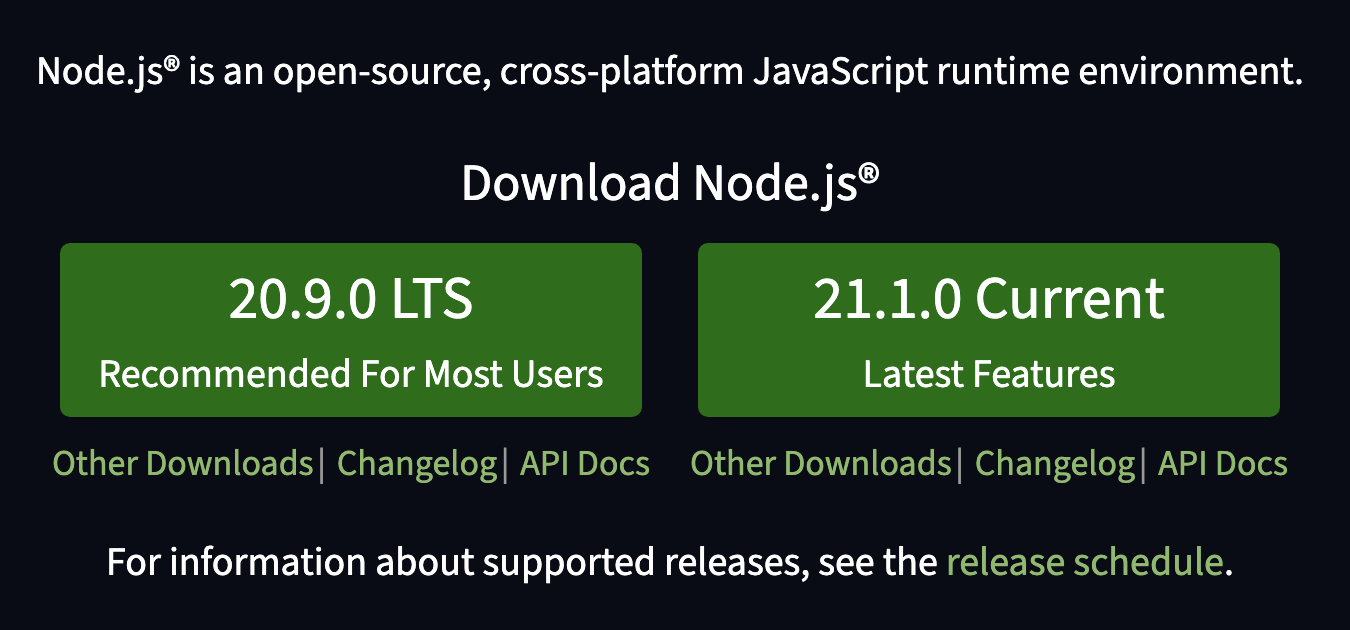 Node.js® is an open-source, cross-platform JavaScript runtime environment.
Download Node.js®
20.9.0 LTS
Recommended For Most Users
21.1.0 Current
Latest Features
Other Downloads| Changelog| API Docs
Other Downloads| Changelog| API Docs
For information about supported releases, see the release schedule.